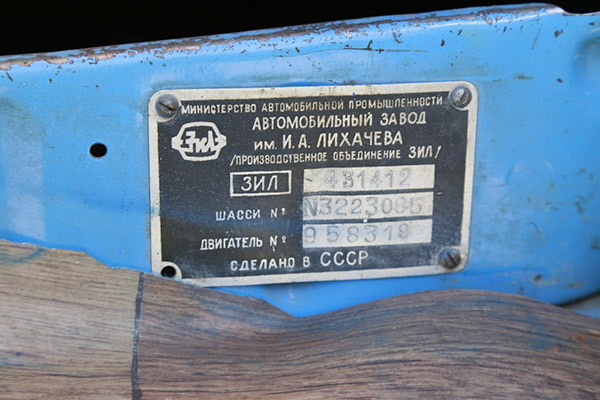 МИНИСТЕРСТВО АВТОМОБИЛЬНОЙ ПРОМЫШЛЕННОСТИ
ЗИЛ
АВТОМОБИЛЬНЫЙ ЗАВОД
ИМ. И.А. ЛИХАЧЕВА
/ПРОИЗВОДСТВЕННОЕ ОБЪЕДИНЕНИЕ ЗИЛ/
ЗИЛ 431412
ШАССИ №
ДВИГАТЕЛЬ № 958319
СДЕЛАНО В СССР